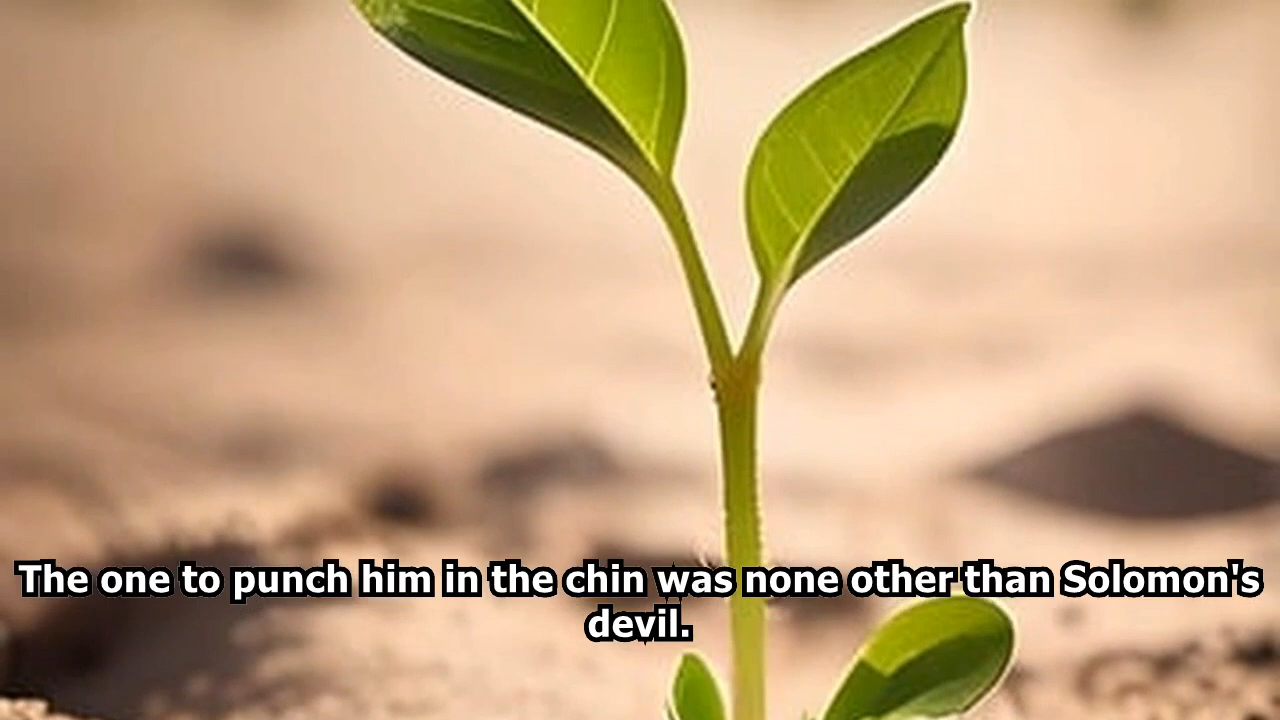 The one to punch him in the chin was none other than Solomon's
devil.